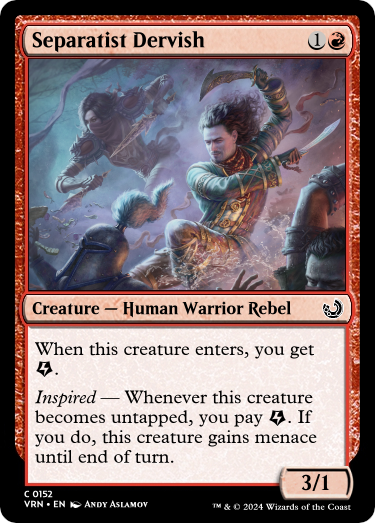 Separatist Dervish 1
Creature — Human Warrior Rebel
When this creature enters, you get
.
Inspired — Whenever this creature
becomes untapped, you pay . If
you do, this creature gains menace
until end of turn.
3/1
C 0152
VRN • EN Andy Aslamov
™ & © 2024 Wizards of the Coast